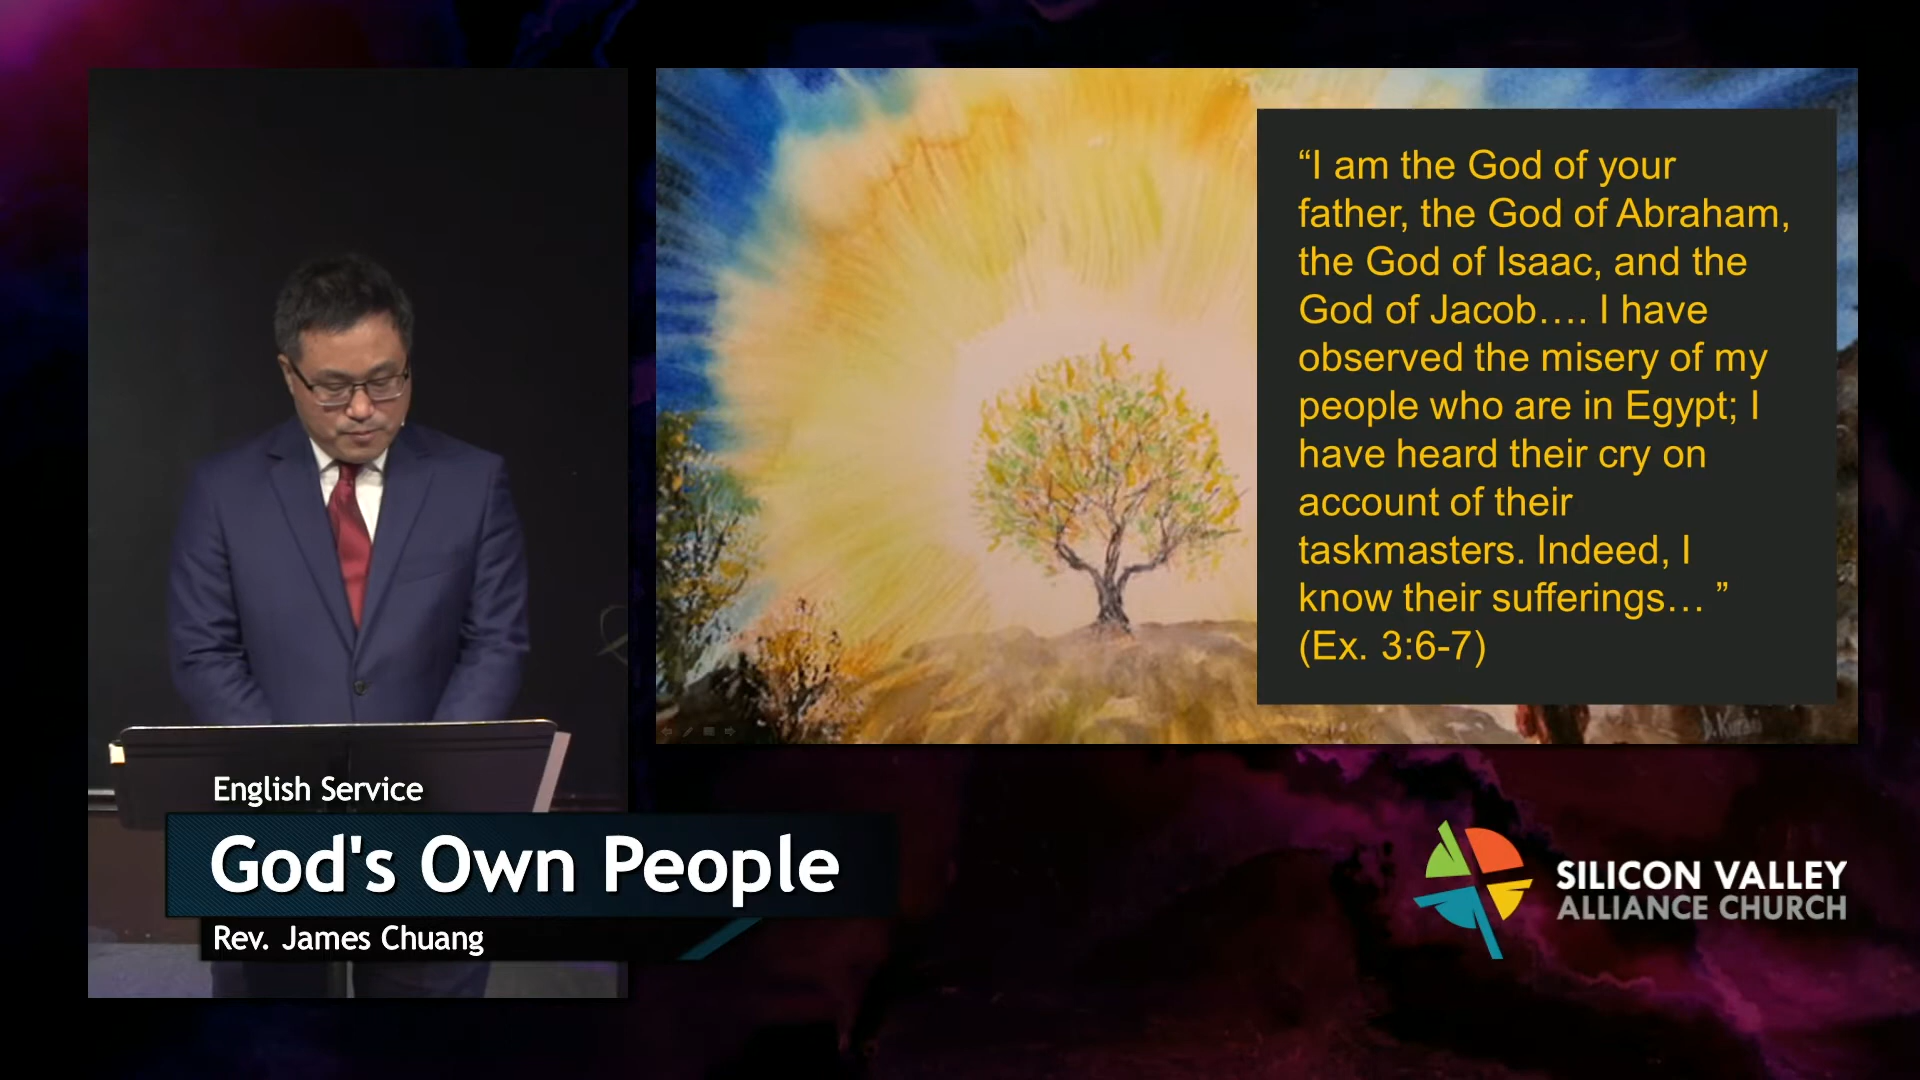 “I am the God of your
father, the God of Abraham,
the God of Isaac, and the
God of Jacob…. I have
observed the misery of my
people who are in Egypt; I
have heard their cry on
account of their
taskmasters. Indeed, I
know their sufferings… ”
(Ex. 3:6-7)
English Service
God's Own People
Rev. James Chuang
SILICON VALLEY
ALLIANCE CHURCH